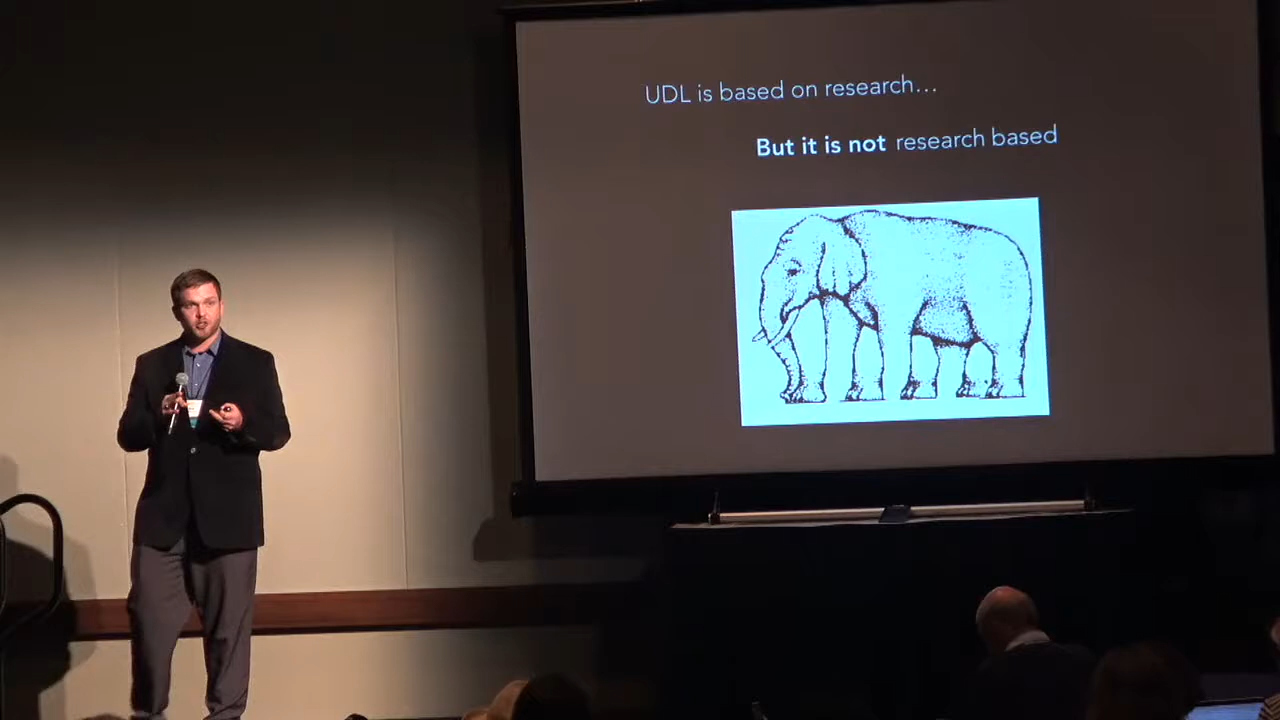 UDL is based on research...
But it is not research based